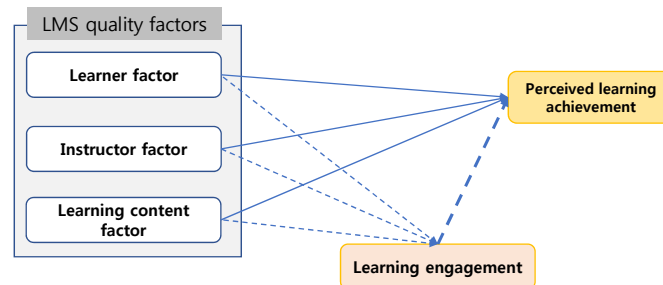 LMS quality factors
Learner factor
Instructor factor
Learning content
factor
Perceived learning
achievement
Learning engagement